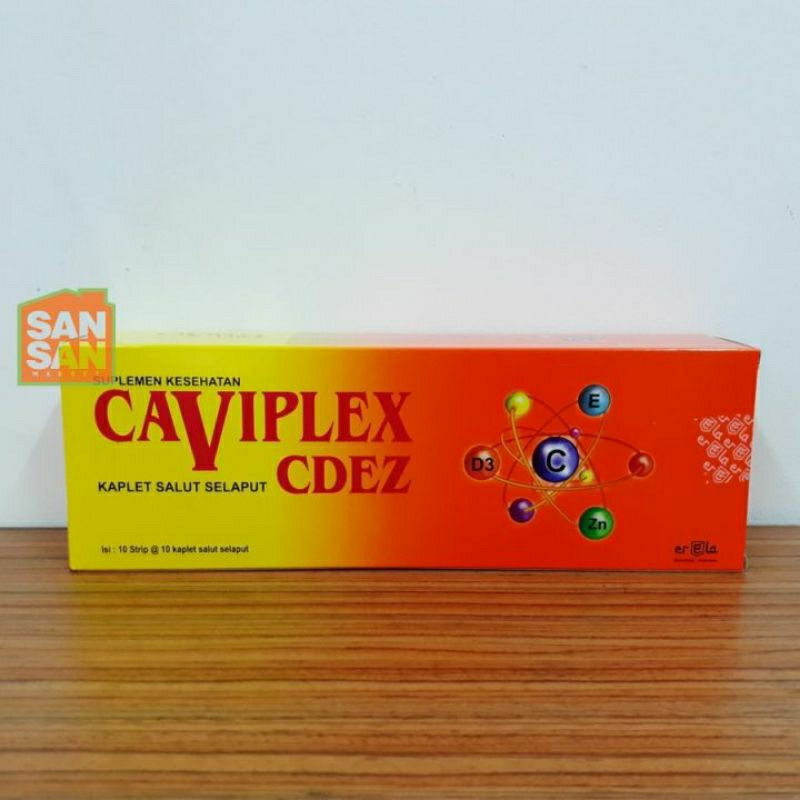 SAN
SAN
MARKET
SUPLEMEN KESEHATAN
CAVIPLEX
CDEZ
KAPLET SALUT SELAPUT
Isi : 10 Strip @ 10 kaplet salut selaput
E
D3
C
Zn
erela